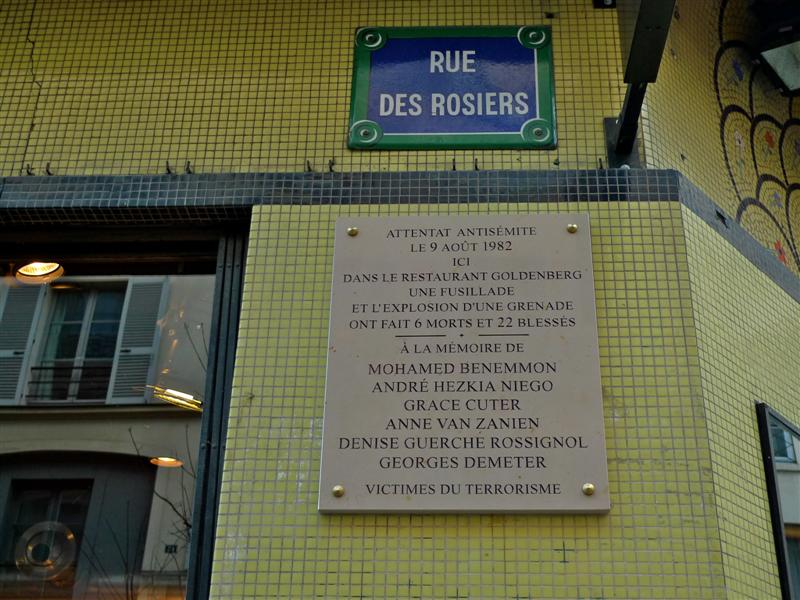 RUE
DES ROSIERS
ATTENTAT ANTISÉMITE
LE 9 AOÛT 1982
ICI
DANS LE RESTAURANT GOLDENBERG
UNE FUSILLADE
ET L'EXPLOSION D'UNE GRENADE
ONT FAIT 6 MORTS ET 22 BLESSÉS
À LA MÉMOIRE DE
MOHAMED BENEMMON
ANDRÉ HEZKIA NIEGO
GRACE CUTER
ANNE VAN ZANIEN
DENISE GUERCHE ROSSIGNOL
GEORGES DEMETER
VICTIMES DU TERRORISME